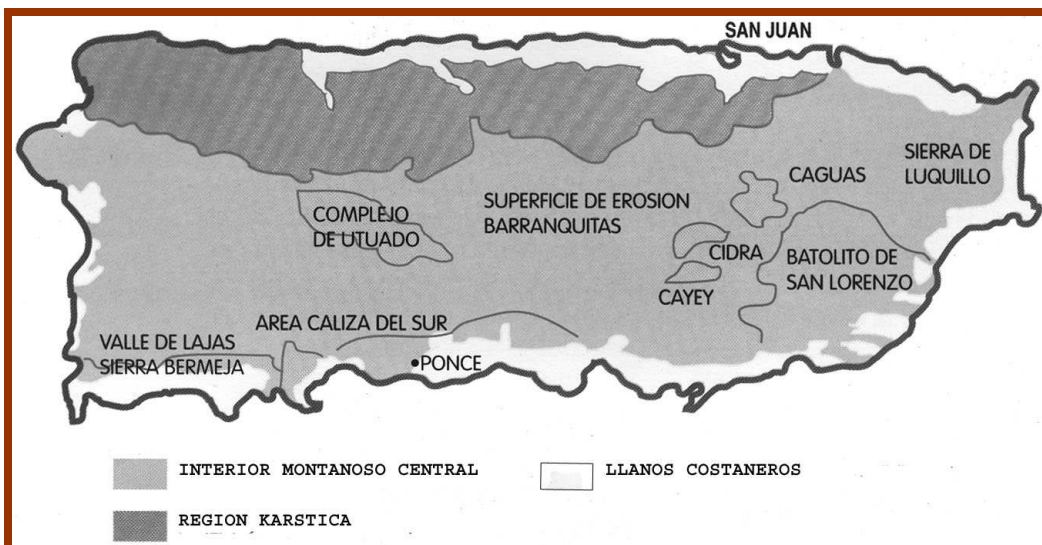 SAN JUAN
SIERRA DE
LUQUILLO
CAGUAS
SUPERFICIE DE EROSION
BARRANQUITAS
COMPLEJO
DE UTUADO
CIDRA
BATOLITO DE
SAN LORENZO
CAYEY
AREA CALIZA DEL SUR
VALLE DE LAJAS
SIERRA BERMEJA
•PONCE
INTERIOR MONTANOSO CENTRAL
LLANOS COSTANEROS
REGION KARSTICA